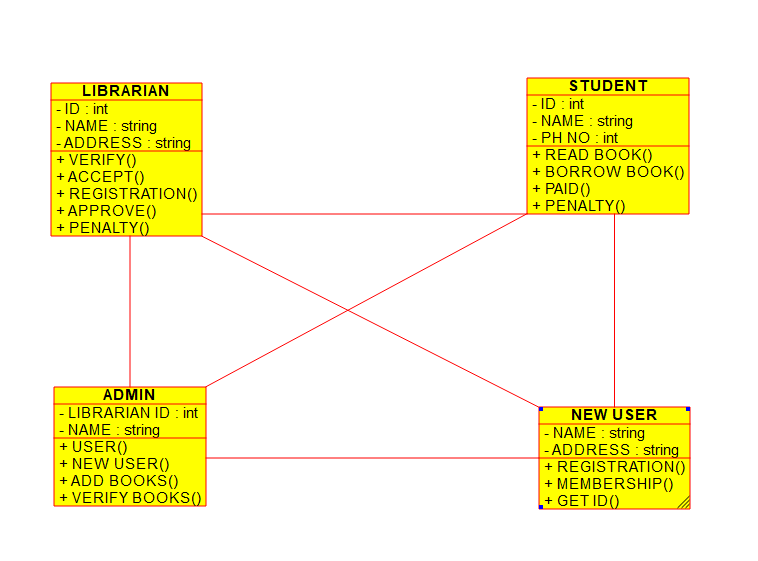 LIBRARIAN
- ID : int
- NAME : string
- ADDRESS : string
+ VERIFY()
+ ACCEPT()
+ REGISTRATION()
+ APPROVE()
+ PENALTY()
STUDENT
- ID : int
- NAME : string
- PH NO : int
+ READ BOOK()
+ BORROW BOOK()
+ PAID()
+ PENALTY()
ADMIN
- LIBRARIAN ID : int
- NAME : string
+ USER()
+ NEW USER()
+ ADD BOOKS()
+ VERIFY BOOKS()
NEW USER
- NAME : string
- ADDRESS : string
+ REGISTRATION()
+ MEMBERSHIP()
+ GET ID()